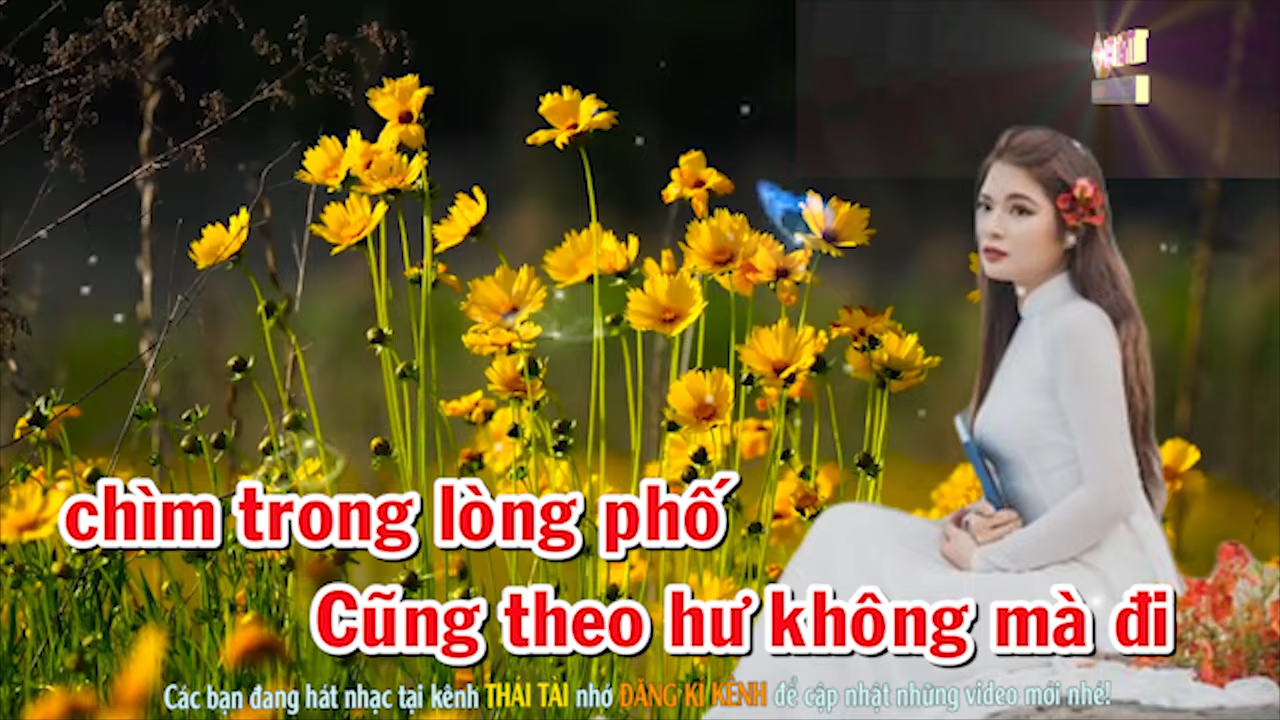 chìm trong lòng phố
Cũng theo hư không mà đi
Các bạn đang hát nhạc tại kênh THÁI TÀI nhớ ĐĂNG KÍ KÊNH để cập nhật những video mới nhé!